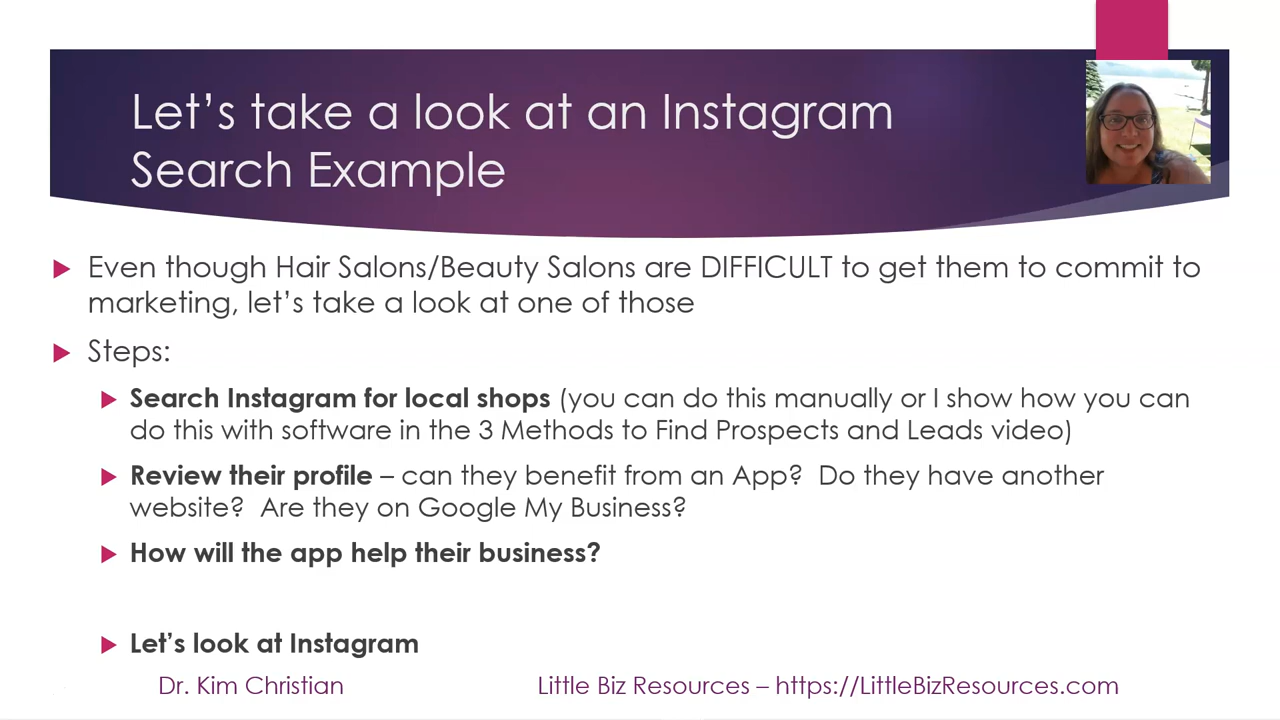 Let’s take a look at an Instagram
Search Example
Even though Hair Salons/Beauty Salons are DIFFICULT to get them to commit to
marketing, let’s take a look at one of those
Steps:
Search Instagram for local shops (you can do this manually or I show how you can
do this with software in the 3 Methods to Find Prospects and Leads video)
Review their profile – can they benefit from an App?  Do they have another
website?  Are they on Google My Business?
How will the app help their business?
Let’s look at Instagram
Dr. Kim Christian
Little Biz Resources – https://LittleBizResources.com